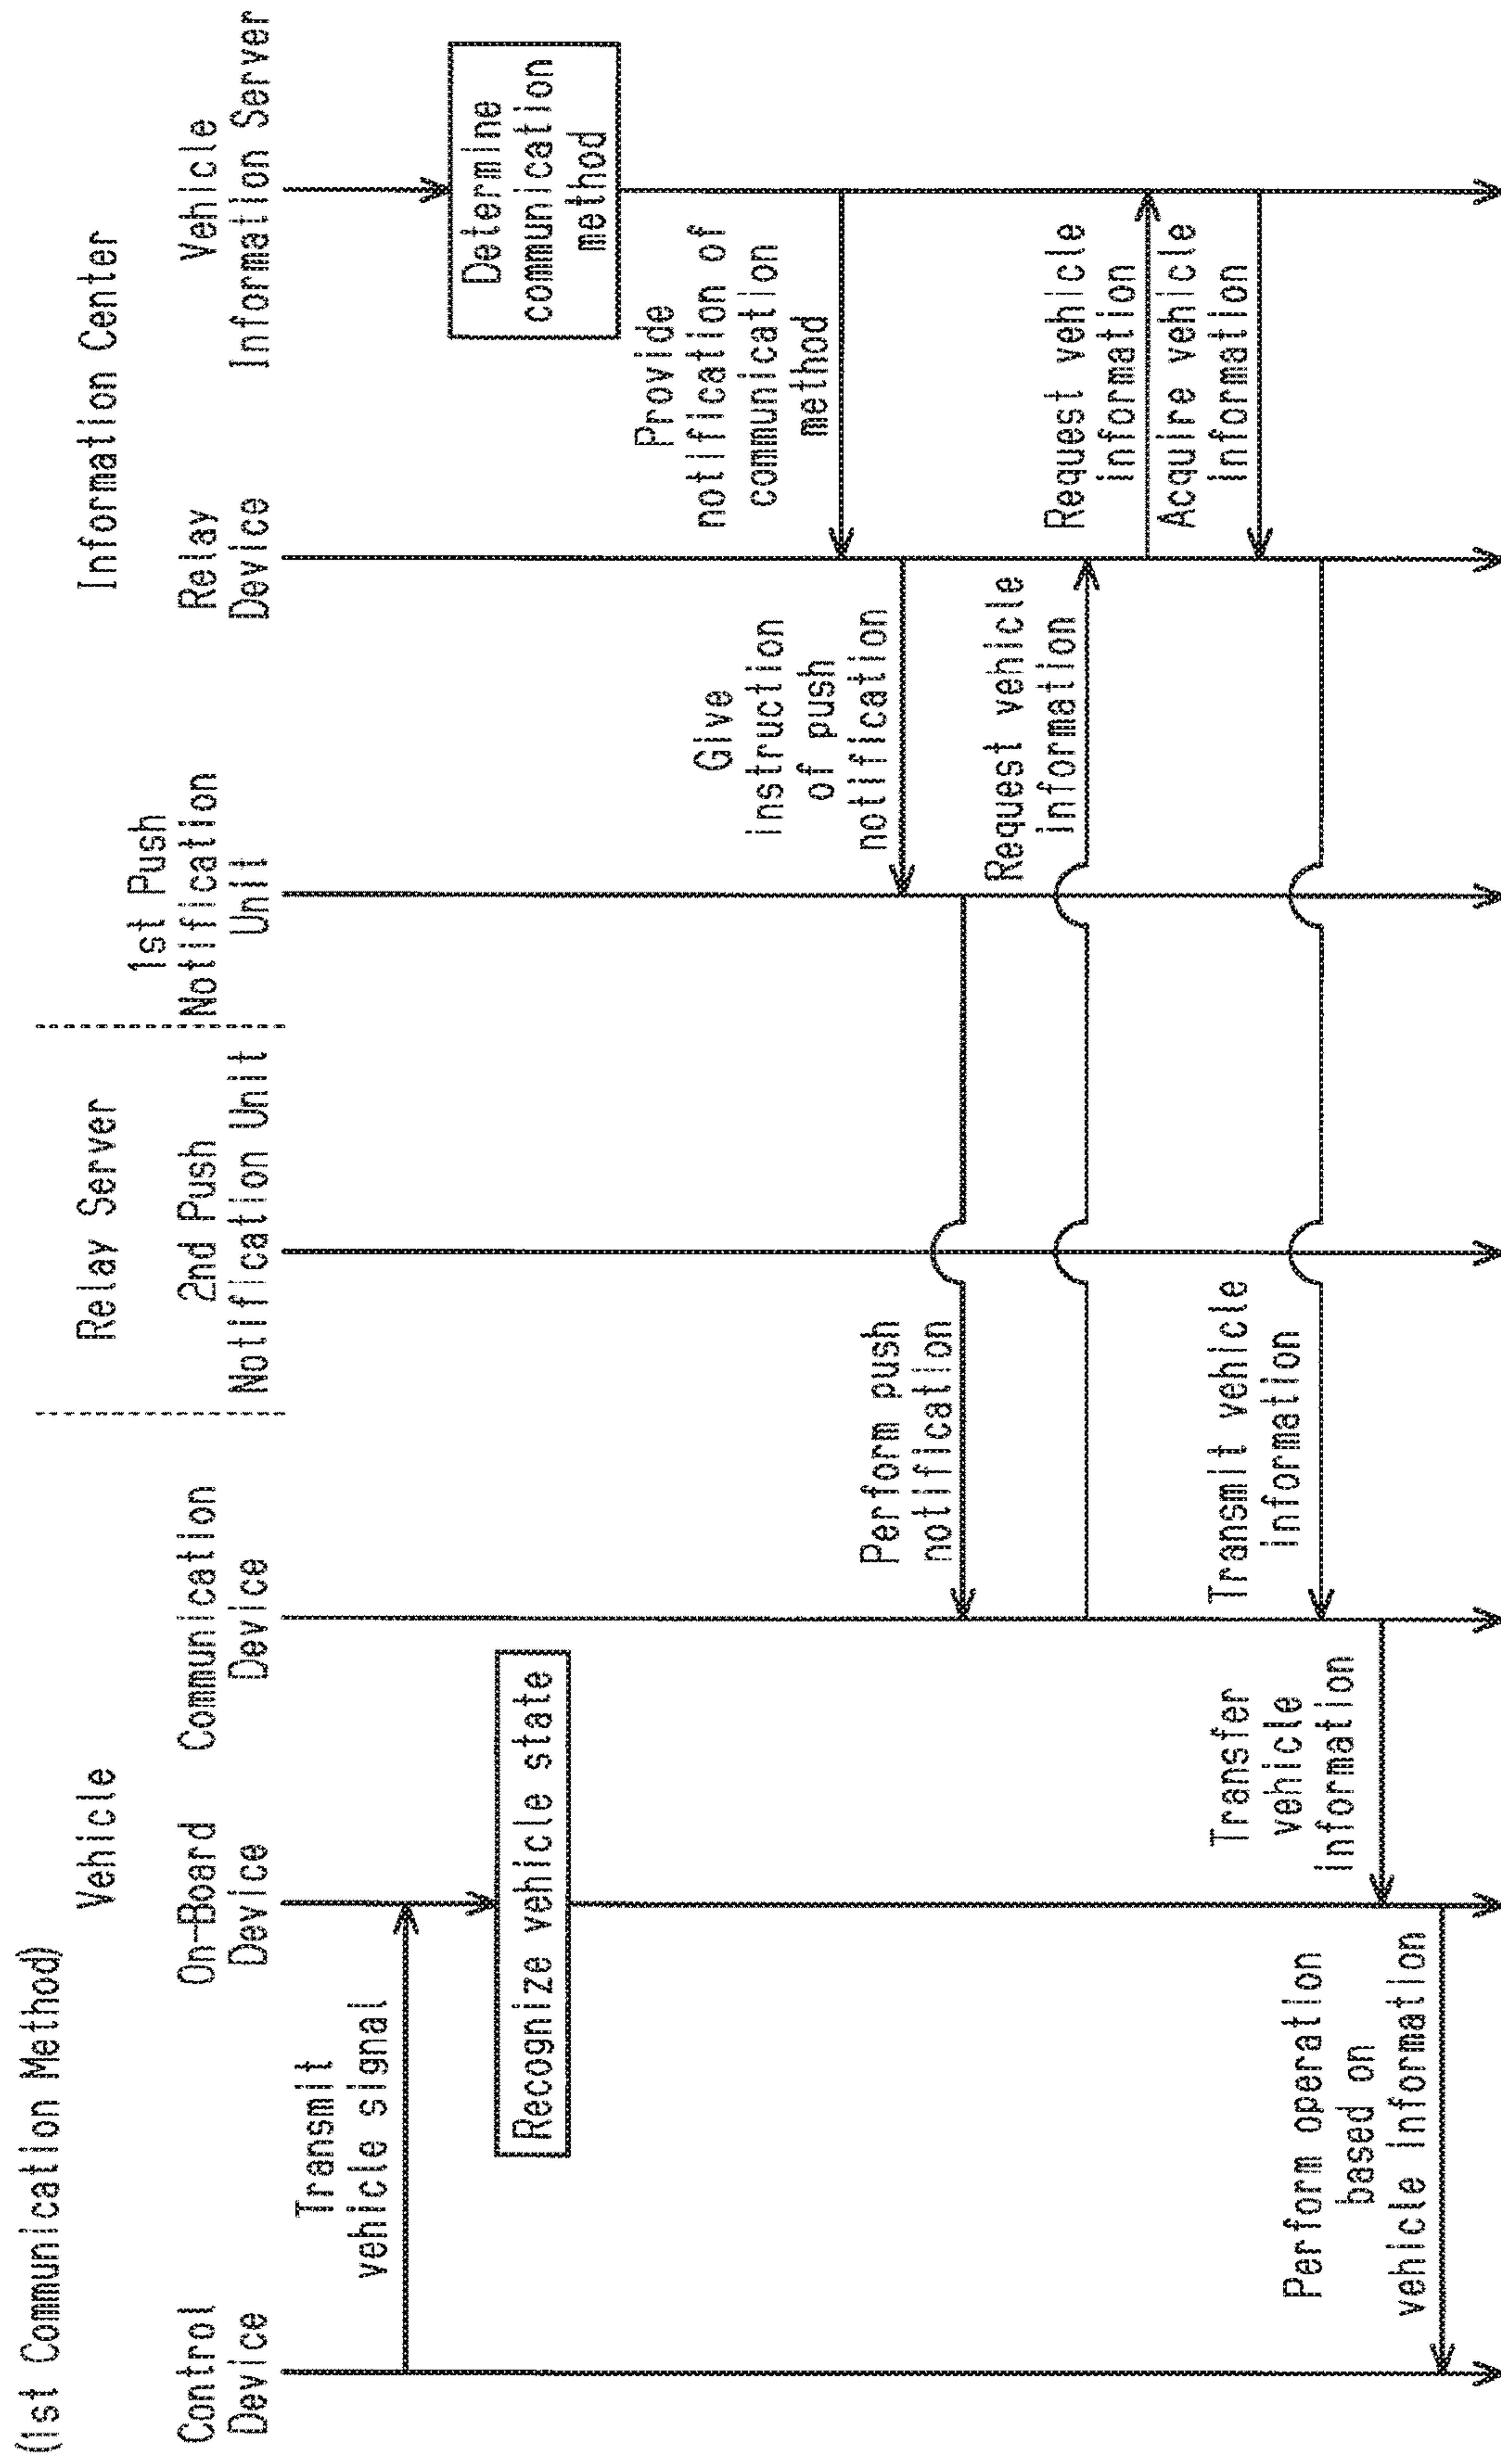 (1st Communication Method)
Vehicle
Relay Server
Information Center
Control
Device
On-Board
Device
Communication
Device
2nd Push
Notification Unit
1st Push
Notification
Unit
Relay
Device
Vehicle
Information Server
Transmit
vehicle signal
Recognize vehicle state
Determine
communication
method
Provide
notification of
communication
method
Give
instruction
of push
notification
Perform push
notification
Request vehicle
information
Request vehicle
information
Acquire vehicle
information
Transmit vehicle
information
Transfer
vehicle
information
Perform operation
based on
vehicle information